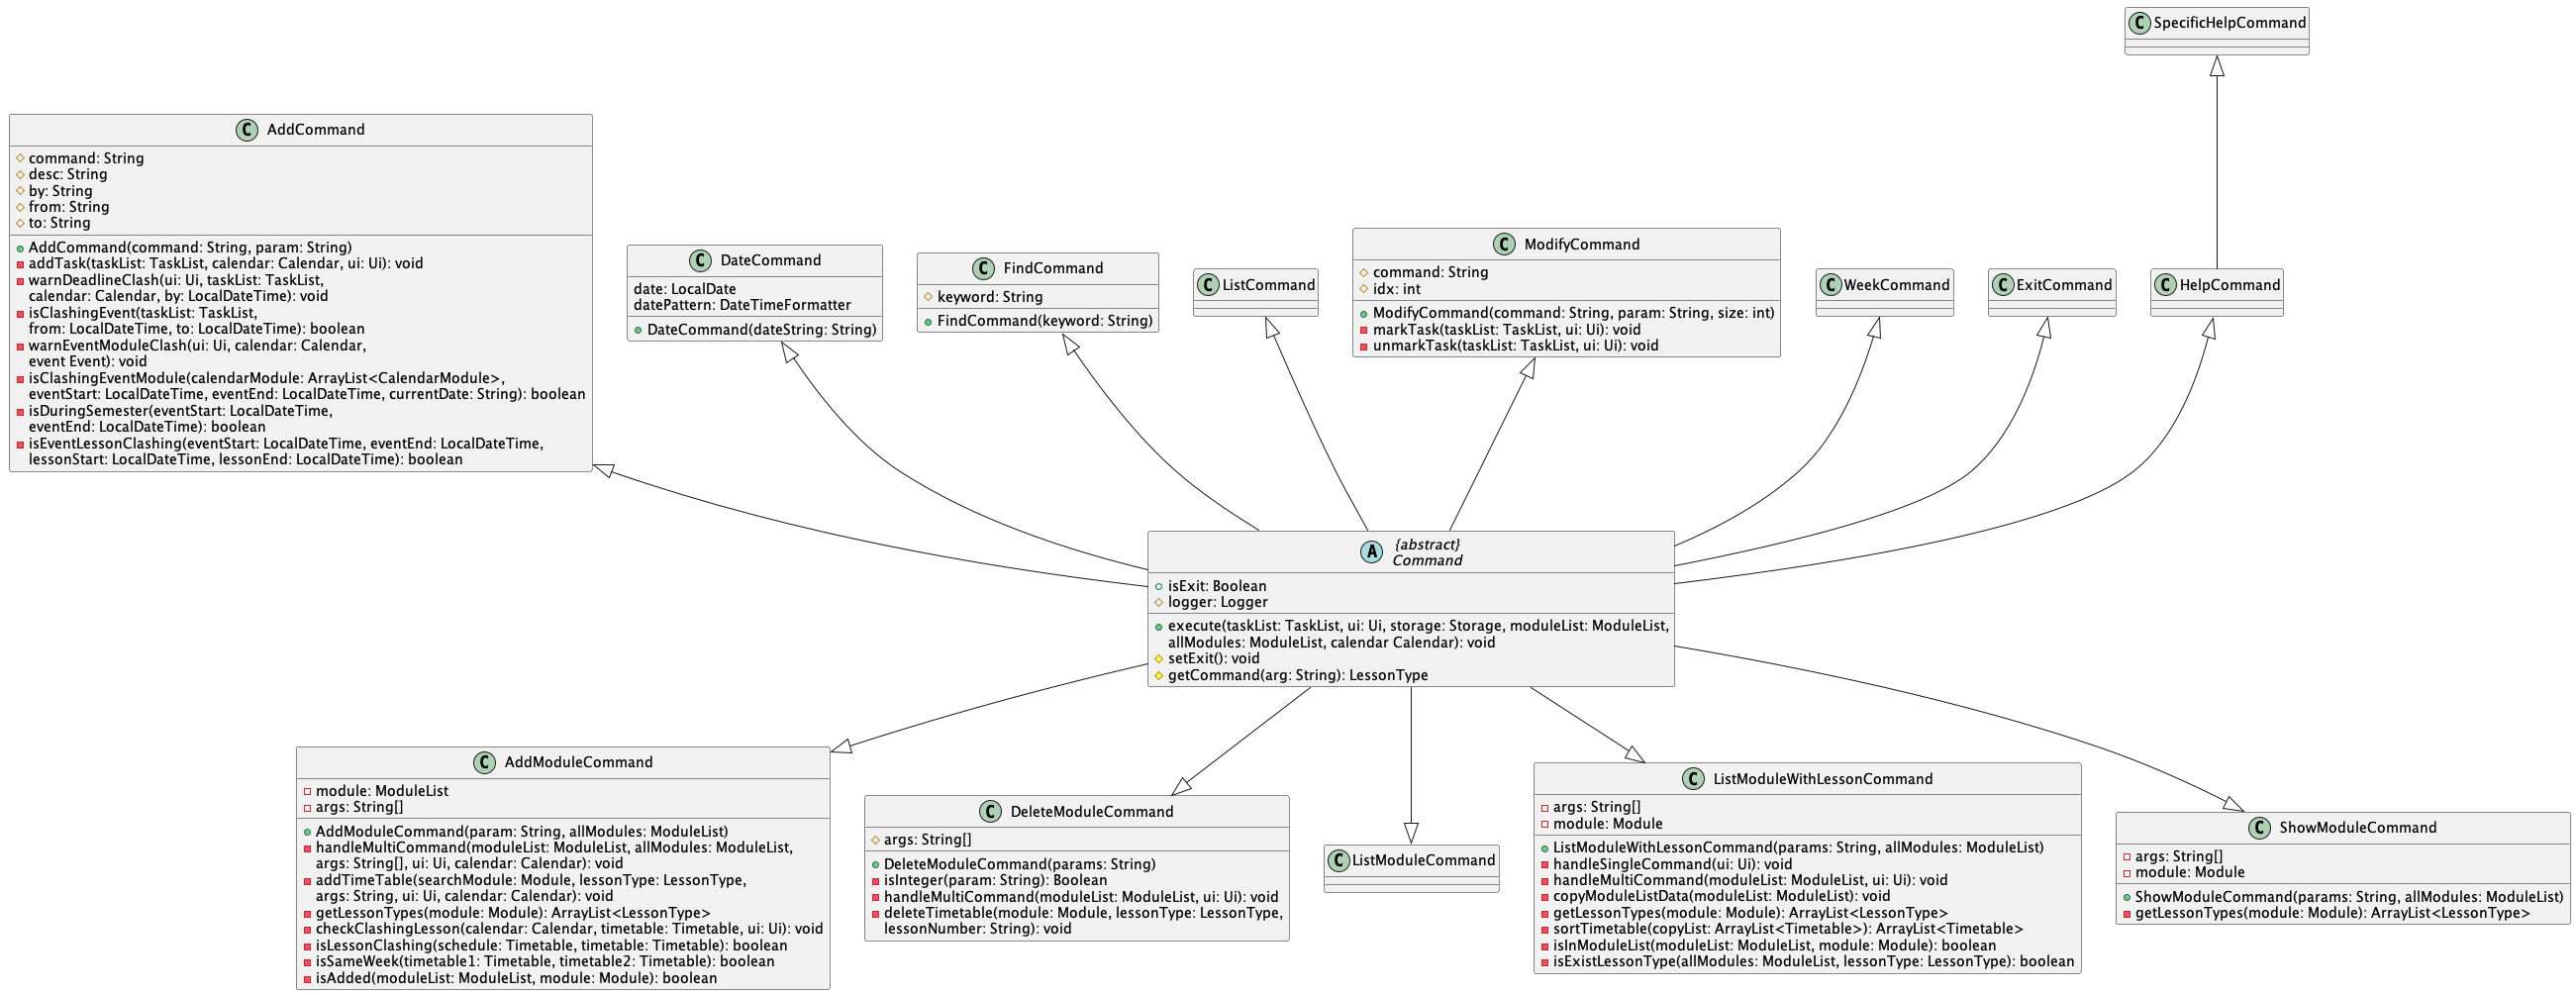 C SpecificHelpCommand
C AddCommand
command: String
desc: String
by: String
from: String
to: String
AddCommand(command: String, param: String)
addTask(taskList: TaskList, calendar: Calendar, ui: Ui): void
warnDeadlineClash(ui: Ui, taskList: TaskList,
calendar: Calendar, by: LocalDateTime): void
isClashingEvent(taskList: TaskList,
from: LocalDateTime, to: LocalDateTime): boolean
warnEventModuleClash(ui: Ui, calendar: Calendar,
event Event): void
isClashingEventModule(calendarModule: ArrayList<CalendarModule>,
eventStart: LocalDateTime, eventEnd: LocalDateTime, currentDate: String): boolean
isDuringSemester(eventStart: LocalDateTime,
eventEnd: LocalDateTime): boolean
isEventLessonClashing(eventStart: LocalDateTime, eventEnd: LocalDateTime,
lessonStart: LocalDateTime, lessonEnd: LocalDateTime): boolean
C DateCommand
date: LocalDate
datePattern: DateTimeFormatter
DateCommand(dateString: String)
C FindCommand
keyword: String
FindCommand(keyword: String)
C ListCommand
C ModifyCommand
command: String
idx: int
ModifyCommand(command: String, param: String, size: int)
markTask(taskList: TaskList, ui: Ui): void
unmarkTask(taskList: TaskList, ui: Ui): void
C WeekCommand
C ExitCommand
C HelpCommand
A {abstract}
Command
isExit: Boolean
logger: Logger
execute(taskList: TaskList, ui: Ui, storage: Storage, moduleList: ModuleList,
allModules: ModuleList, calendar Calendar): void
setExit(): void
getCommand(arg: String): LessonType
C AddModuleCommand
module: ModuleList
args: String[]
AddModuleCommand(param: String, allModules: ModuleList)
handleMultiCommand(moduleList: ModuleList, allModules: ModuleList,
args: String[], ui: Ui, calendar: Calendar): void
addTimeTable(searchModule: Module, lessonType: LessonType,
args: String, ui: Ui, calendar: Calendar): void
getLessonTypes(module: Module): ArrayList<LessonType>
checkClashingLesson(calendar: Calendar, timetable: Timetable, ui: Ui): void
isLessonClashing(schedule: Timetable, timetable: Timetable): boolean
isSameWeek(timetable1: Timetable, timetable2: Timetable): boolean
isAdded(moduleList: ModuleList, module: Module): boolean
C DeleteModuleCommand
args: String[]
DeleteModuleCommand(params: String)
isInteger(param: String): Boolean
handleMultiCommand(moduleList: ModuleList, ui: Ui): void
deleteTimetable(module: Module, lessonType: LessonType,
lessonNumber: String): void
C ListModuleCommand
C ListModuleWithLessonCommand
args: String[]
module: Module
ListModuleWithLessonCommand(params: String, allModules: ModuleList)
handleSingleCommand(ui: Ui): void
handleMultiCommand(moduleList: ModuleList, ui: Ui): void
copyModuleListData(moduleList: ModuleList): void
getLessonTypes(module: Module): ArrayList<LessonType>
sortTimetable(copyList: ArrayList<Timetable>): ArrayList<Timetable>
isInModuleList(moduleList: ModuleList, module: Module): boolean
isExistLessonType(allModules: ModuleList, lessonType: LessonType): boolean
C ShowModuleCommand
args: String[]
module: Module
ShowModuleCommand(params: String, allModules: ModuleList)
getLessonTypes(module: Module): ArrayList<LessonType>